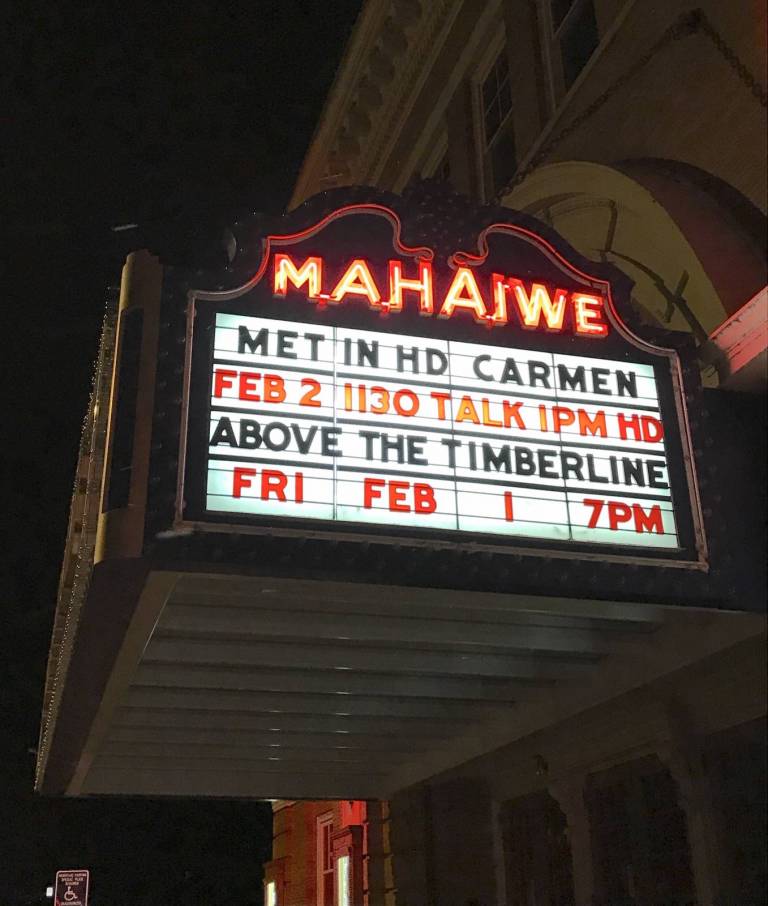 MAHAIWE
MET IN HD CARMEN
FEB 2 1130 TALK 1PM HD
ABOVE THE TIMBERLINE
FRI FEB 1 7PM